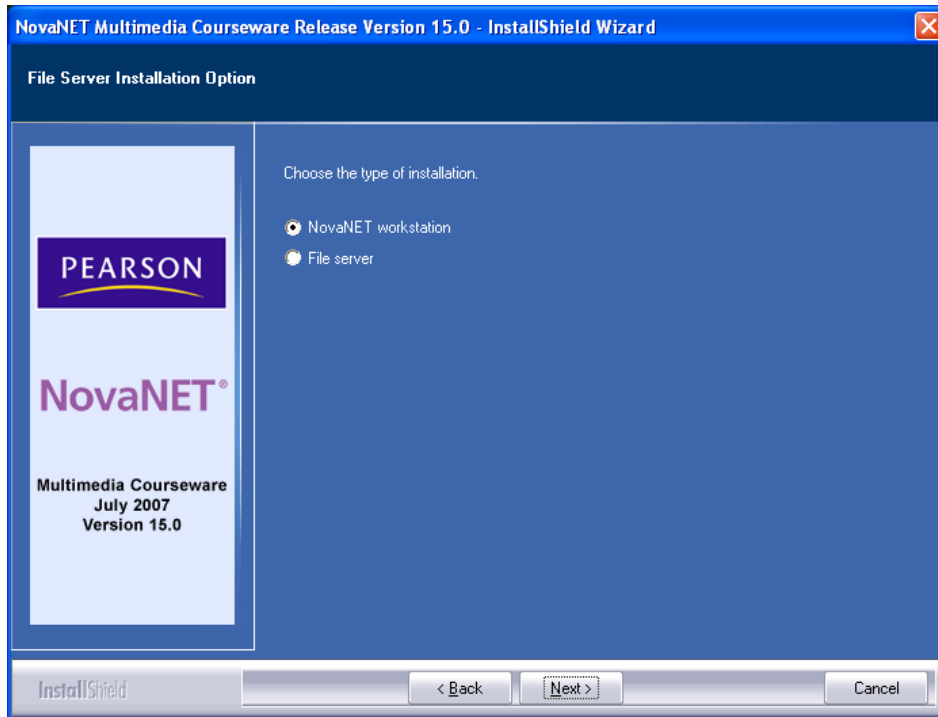 NovaNET Multimedia Courseware Release Version 15.0 - InstallShield Wizard
File Server Installation Option
PEARSON
NovaNET®
Multimedia Courseware
July 2007
Version 15.0
Choose the type of installation.
NovaNET workstation
File server
InstallShield
< Back
Next >
Cancel